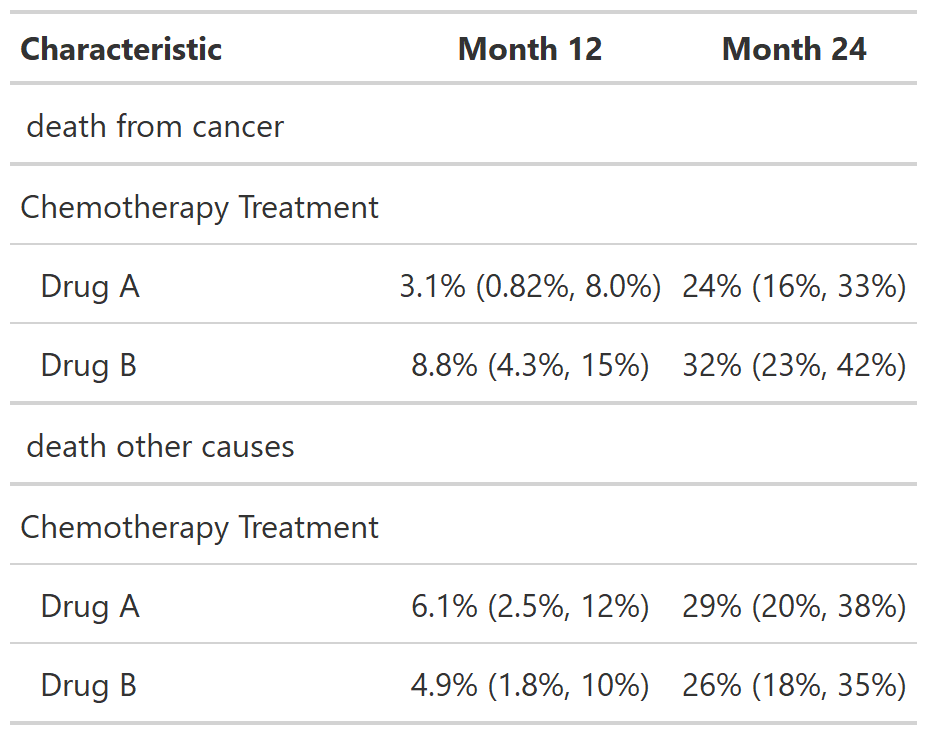 Characteristic Month 12 Month 24
death from cancer
Chemotherapy Treatment
Drug A 3.1% (0.82%, 8.0%) 24% (16%, 33%)
Drug B 8.8% (4.3%, 15%) 32% (23%, 42%)
death other causes
Chemotherapy Treatment
Drug A 6.1% (2.5%, 12%) 29% (20%, 38%)
Drug B 4.9% (1.8%, 10%) 26% (18%, 35%)